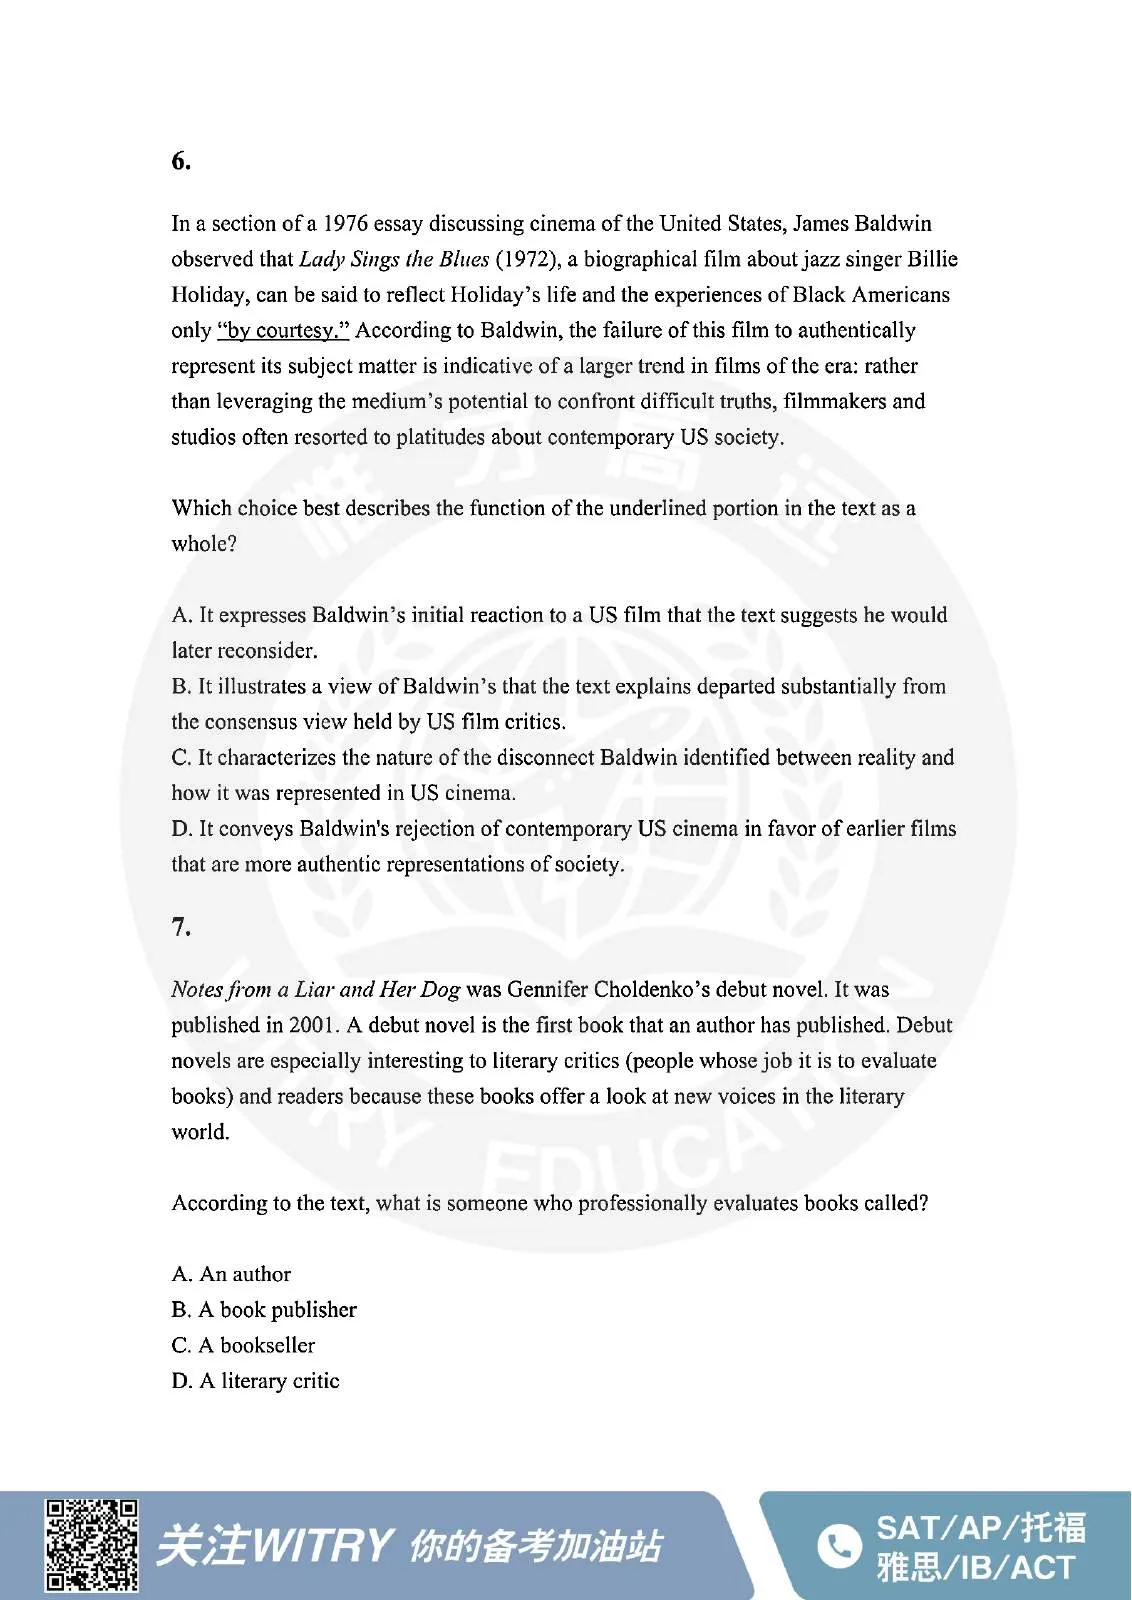 6.
In a section of a 1976 essay discussing cinema of the United States, James Baldwin
observed that Lady Sings the Blues (1972), a biographical film about jazz singer Billie
Holiday, can be said to reflect Holiday’s life and the experiences of Black Americans
only “by courtesy.” According to Baldwin, the failure of this film to authentically
represent its subject matter is indicative of a larger trend in films of the era: rather
than leveraging the medium’s potential to confront difficult truths, filmmakers and
studios often resorted to platitudes about contemporary US society.
Which choice best describes the function of the underlined portion in the text as a
whole?
A. It expresses Baldwin’s initial reaction to a US film that the text suggests he would
later reconsider.
B. It illustrates a view of Baldwin’s that the text explains departed substantially from
the consensus view held by US film critics.
C. It characterizes the nature of the disconnect Baldwin identified between reality and
how it was represented in US cinema.
D. It conveys Baldwin's rejection of contemporary US cinema in favor of earlier films
that are more authentic representations of society.
7.
Notes from a Liar and Her Dog was Gennifer Choldenko’s debut novel. It was
published in 2001. A debut novel is the first book that an author has published. Debut
novels are especially interesting to literary critics (people whose job it is to evaluate
books) and readers because these books offer a look at new voices in the literary
world.
According to the text, what is someone who professionally evaluates books called?
A. An author
B. A book publisher
C. A bookseller
D. A literary critic
惟力高远
WITRY EDUCATION
关注WITRY 你的备考加油站
SAT/AP/托福
雅思/IB/ACT